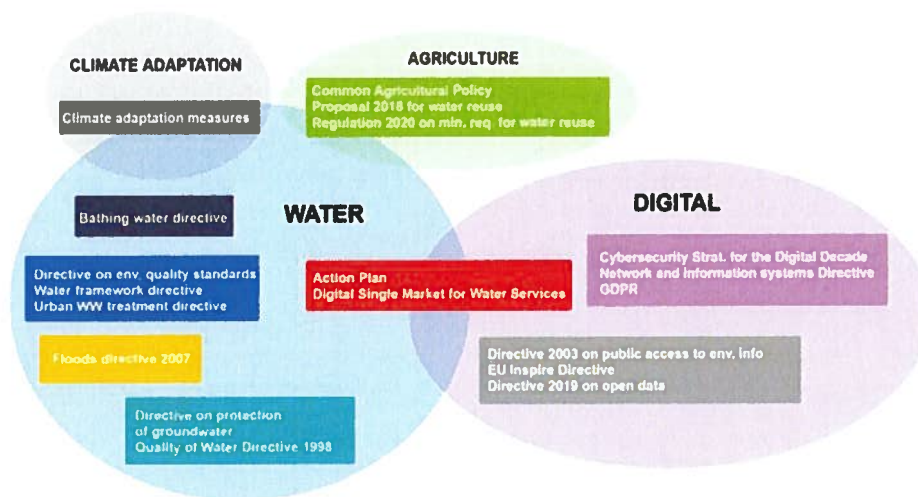 CLIMATE ADAPTATION
Climate adaptation measures
AGRICULTURE
Common Agricultural Policy
Proposal 2018 for water reuse
Regulation 2020 on min. req. for water reuse
WATER
Bathing water directive
Directive on env. quality standards
Water framework directive
Urban WW treatment directive
Floods directive 2007
Directive on protection
of groundwater
Quality of Water Directive 1998
Action Plan
Digital Single Market for Water Services
DIGITAL
Cybersecurity Strat. for the Digital Decade
Network and information systems Directive
GDPR
Directive 2003 on public access to env. info
EU Inspire Directive
Directive 2019 on open data